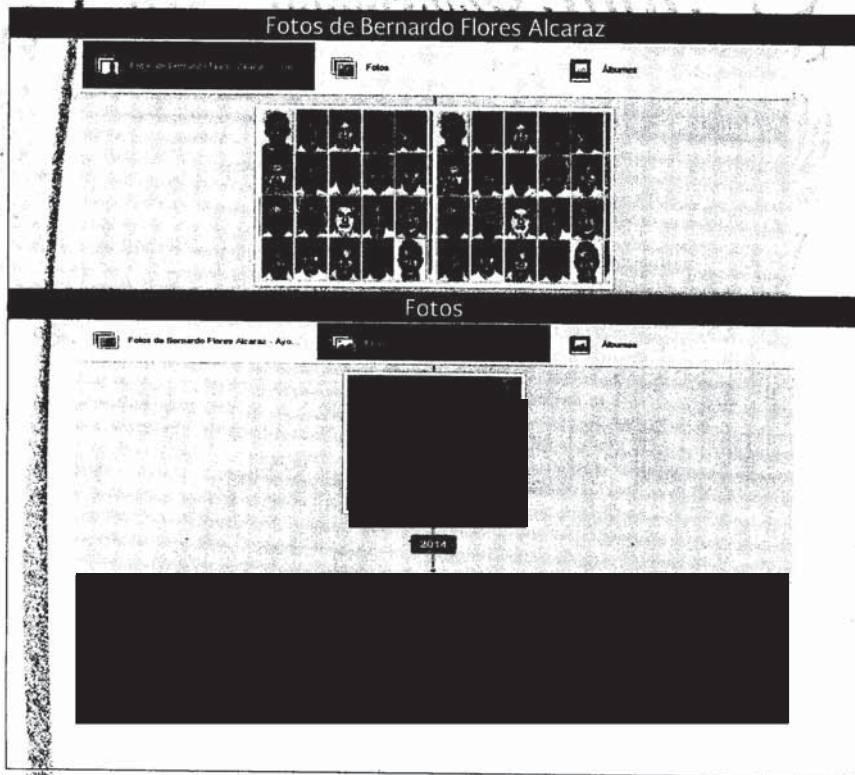 Fotos de Bernardo Flores Alcaraz
Fotos
Álbumes
Fotos
Fotos de Bernardo Flores Alcaraz - Ayo...
Álbumes
2014